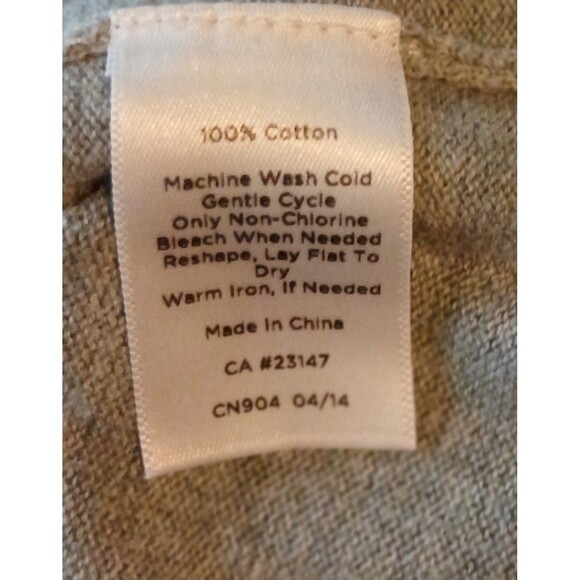 100% Cotton
Machine Wash Cold
Gentle Cycle
Only Non-Chlorine
Bleach When Needed
Reshape, Lay Flat To
Dry
Warm Iron, If Needed
Made In China
CA #23147
CN904 04/14